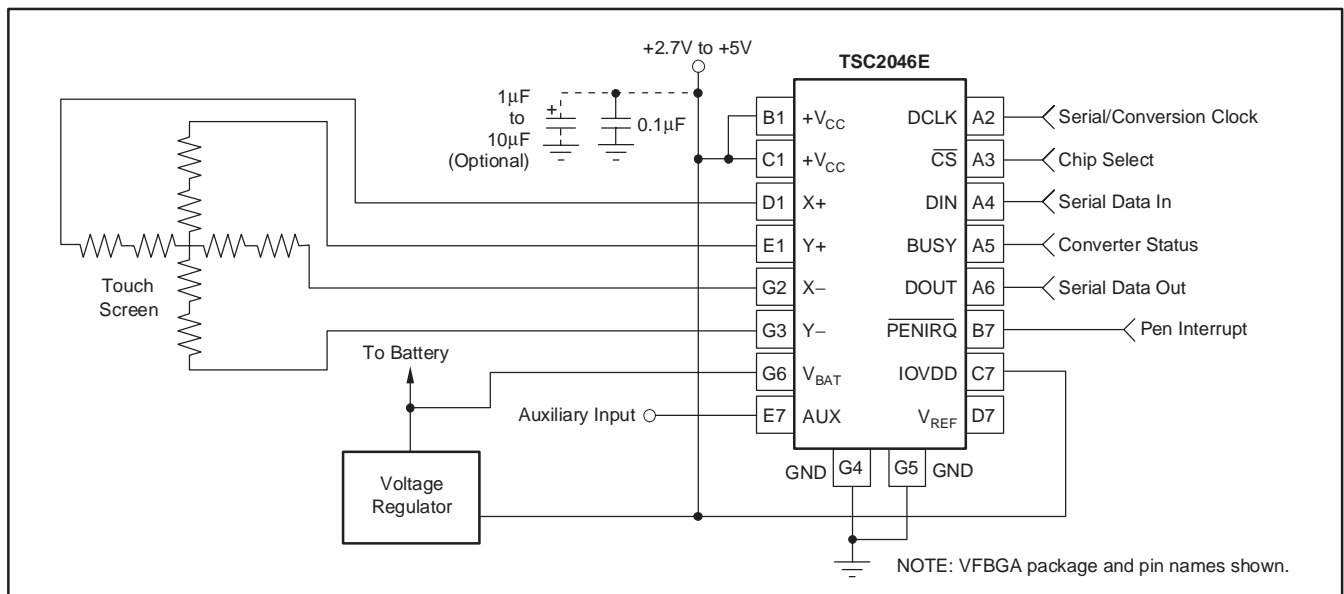 +2.7V to +5V
TSC2046E
1μF
to
10μF
(Optional)
0.1μF
B1 +VCC DCLK A2 Serial/Conversion Clock
C1 +VCC CS A3 Chip Select
D1 X+ DIN A4 Serial Data In
E1 Y+ BUSY A5 Converter Status
G2 X− DOUT A6 Serial Data Out
G3 Y− PENIRQ B7 Pen Interrupt
G6 VBAT IOVDD C7
E7 AUX VREF D7
Touch
Screen
To Battery
Auxiliary Input
Voltage
Regulator
GND G4 G5 GND
NOTE: VFBGA package and pin names shown.